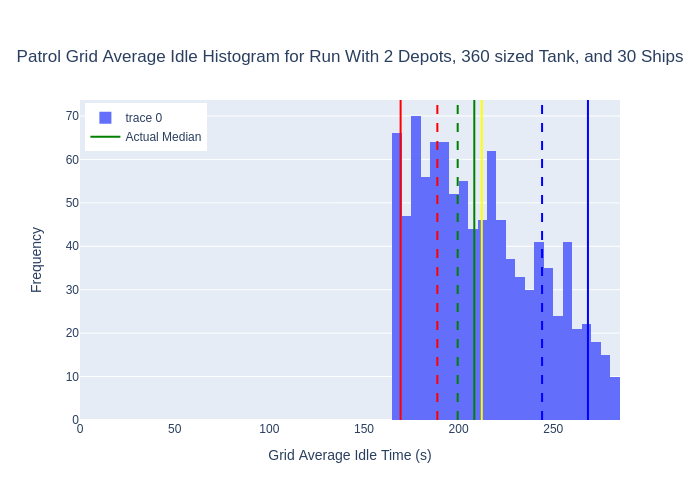 Patrol Grid Average Idle Histogram for Run With 2 Depots, 360 sized Tank, and 30 Ships
trace 0
Actual Median
70
60
50
40
30
20
10
0
Frequency
0 50 100 150 200 250
Grid Average Idle Time (s)